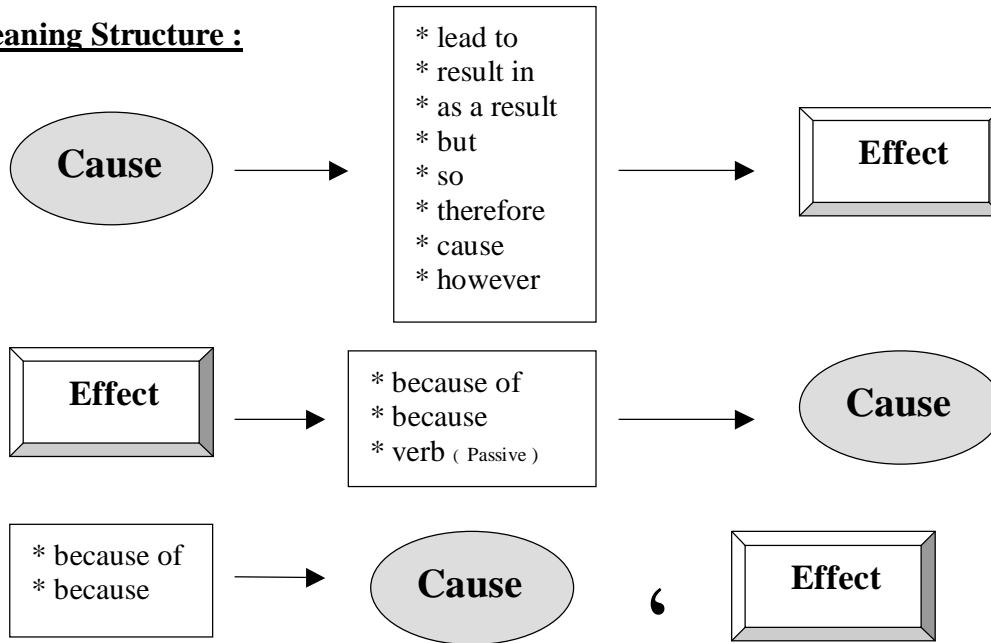 eaning Structure :
* lead to
* result in
* as a result
* but
* so
* therefore
* cause
* however
Cause
Effect
Effect
* because of
* because
* verb ( Passive )
Cause
* because of
* because
Cause
،
Effect